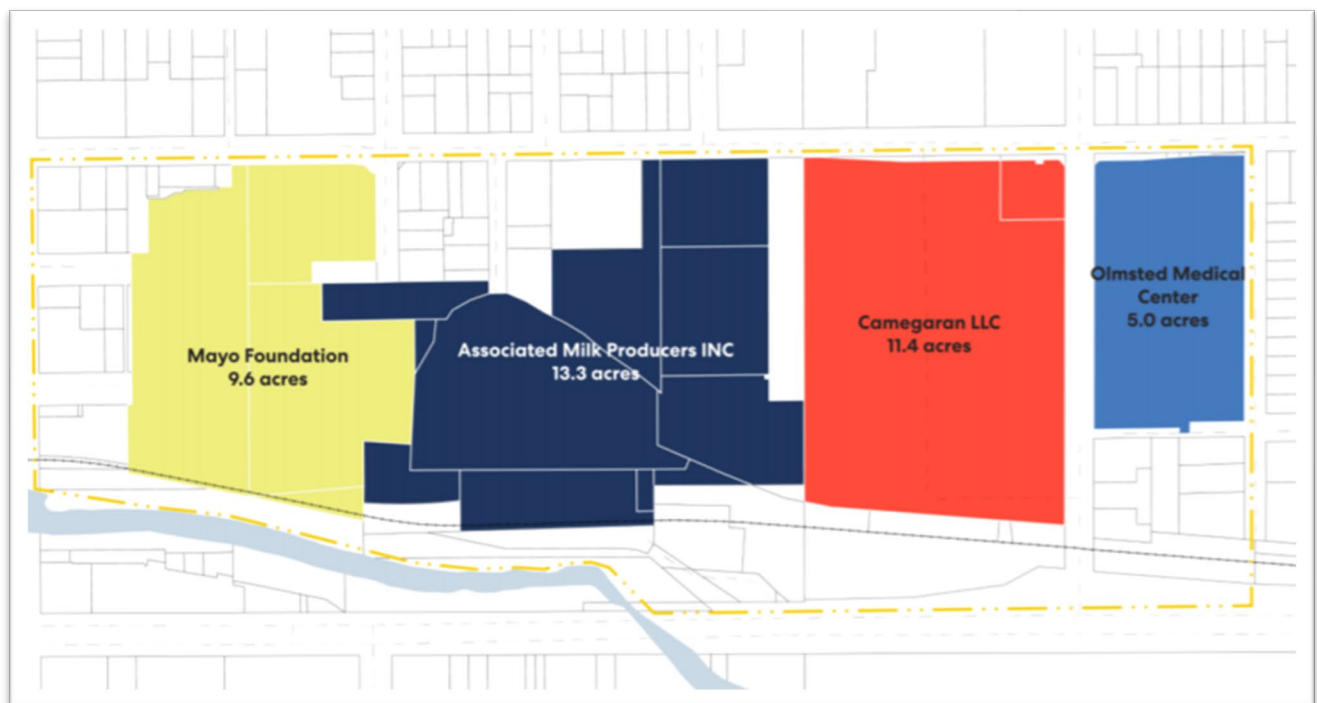 Mayo Foundation
9.6 acres
Associated Milk Producers INC
13.3 acres
Camegaran LLC
11.4 acres
Olmsted Medical
Center
5.0 acres